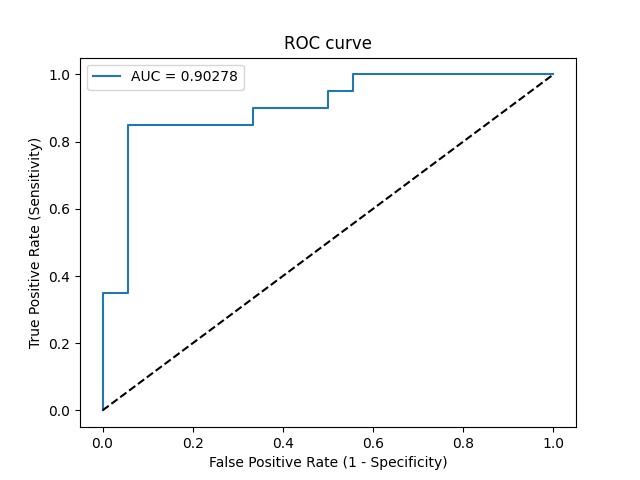 ROC curve
AUC = 0.90278
True Positive Rate (Sensitivity)
1.0
0.8
0.6
0.4
0.2
0.0
0.0 0.2 0.4 0.6 0.8 1.0
False Positive Rate (1 - Specificity)